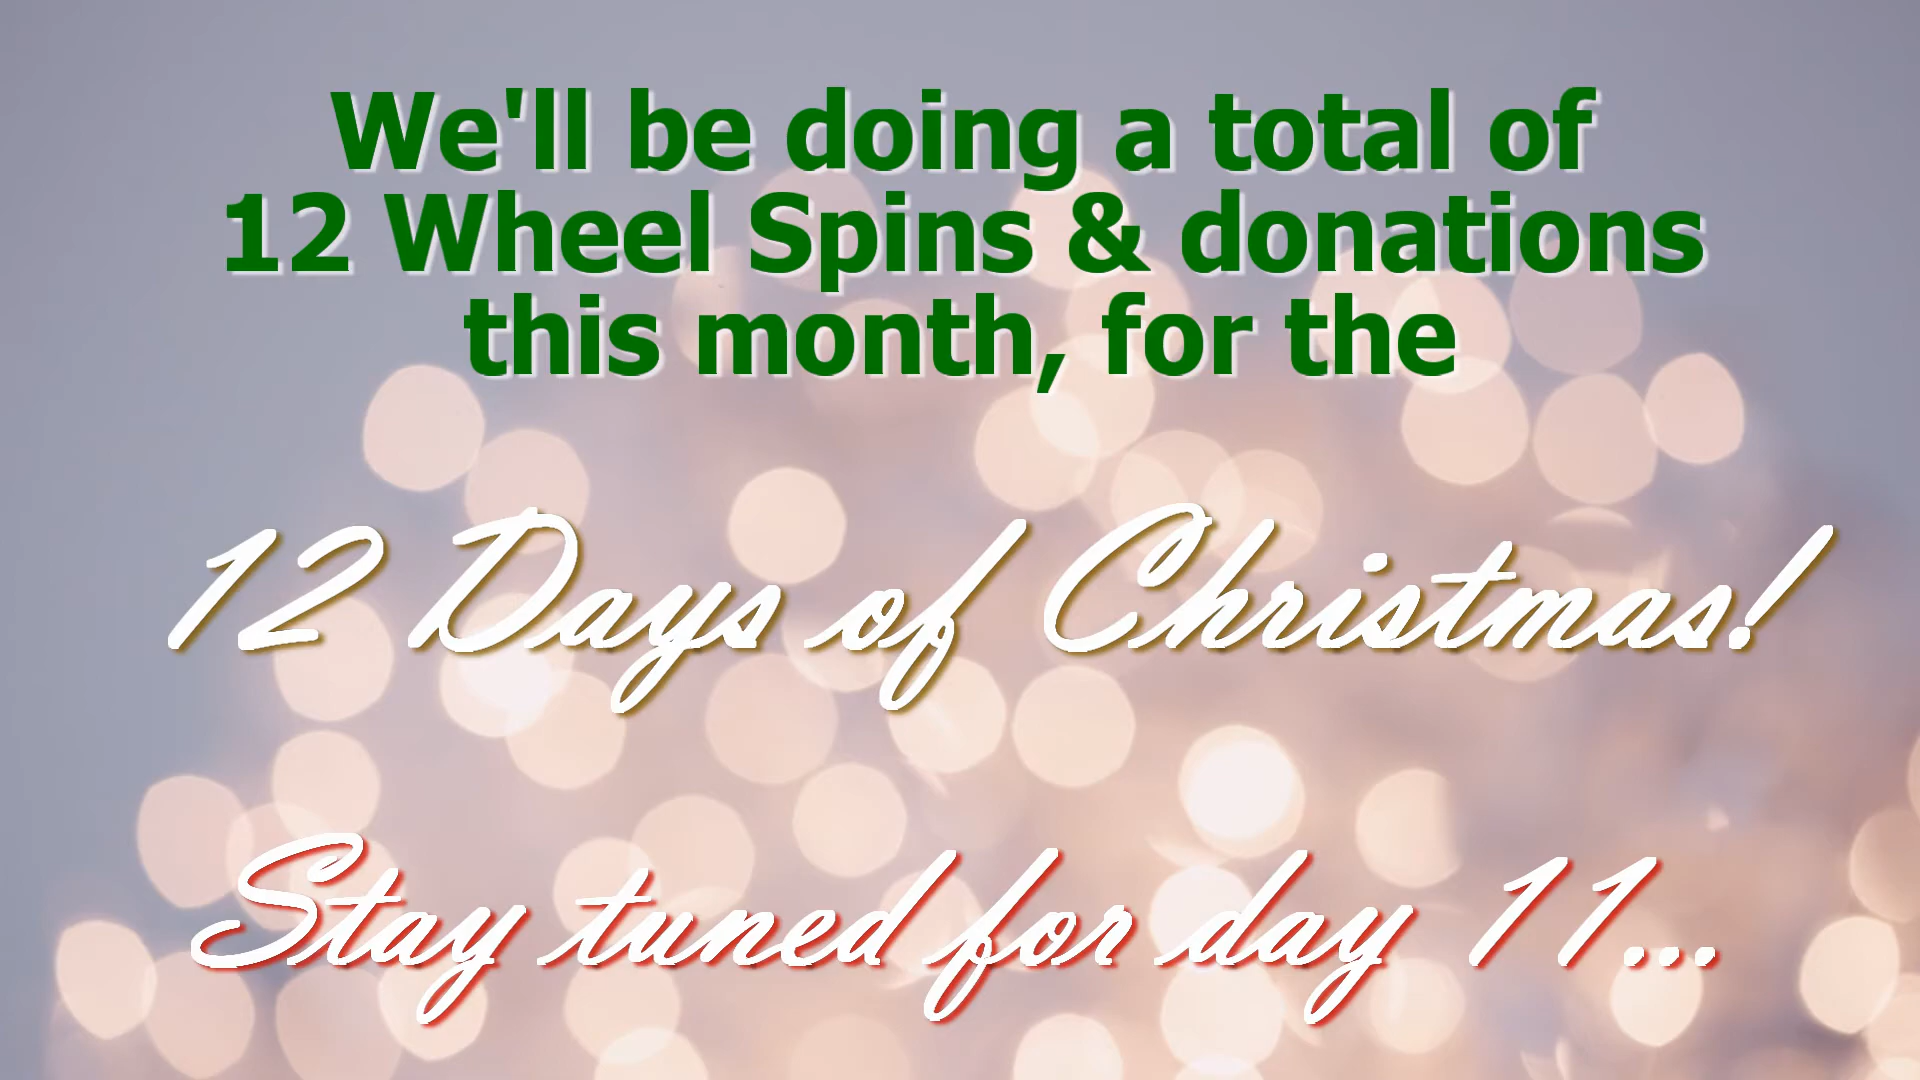 We'll be doing a total of
12 Wheel Spins & donations
this month, for the
12 Days of Christmas!
Stay tuned for day 11...